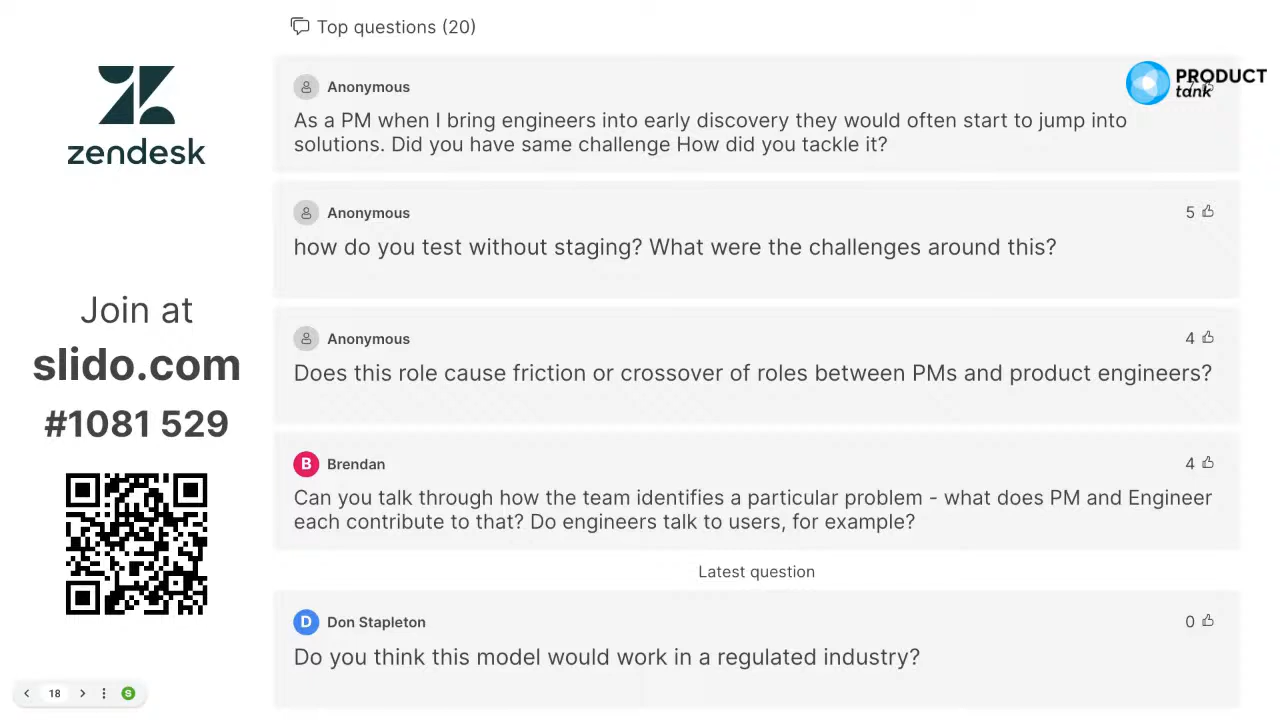 Top questions (20)
zendesk
PRODUCT
tank
Anonymous
As a PM when I bring engineers into early discovery they would often start to jump into
solutions. Did you have same challenge How did you tackle it?
Anonymous
5
how do you test without staging? What were the challenges around this?
Anonymous
4
Does this role cause friction or crossover of roles between PMs and product engineers?
B
Brendan
4
Can you talk through how the team identifies a particular problem - what does PM and Engineer
each contribute to that? Do engineers talk to users, for example?
Latest question
D
Don Stapleton
0
Do you think this model would work in a regulated industry?
Join at
slido.com
#1081 529
18
S